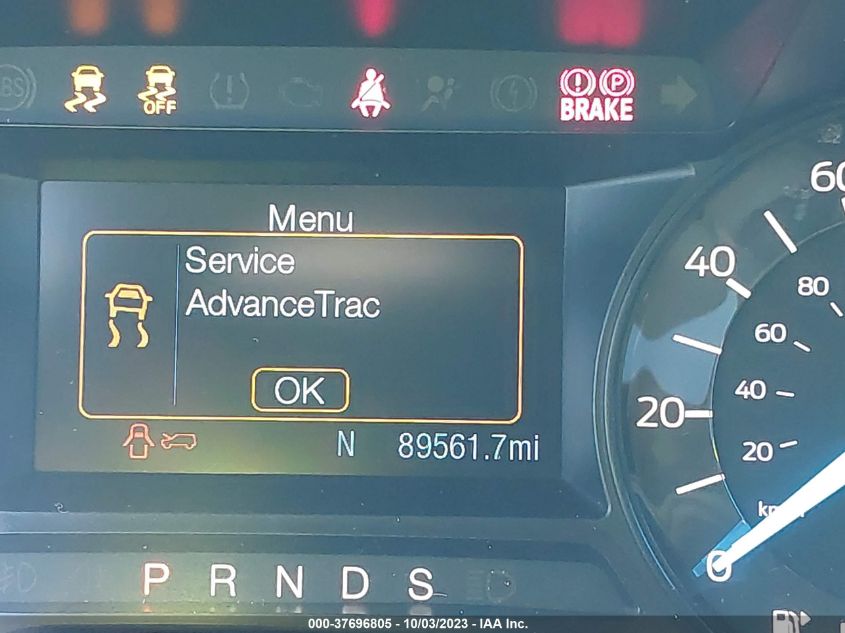 BS
OFF
BRAKE
P
Menu
Service
AdvanceTrac
OK
N 89561.7mi
60
40
20
0
80
60
40
20
P R N D S
000-37696805 - 10/03/2023 - IAA Inc.